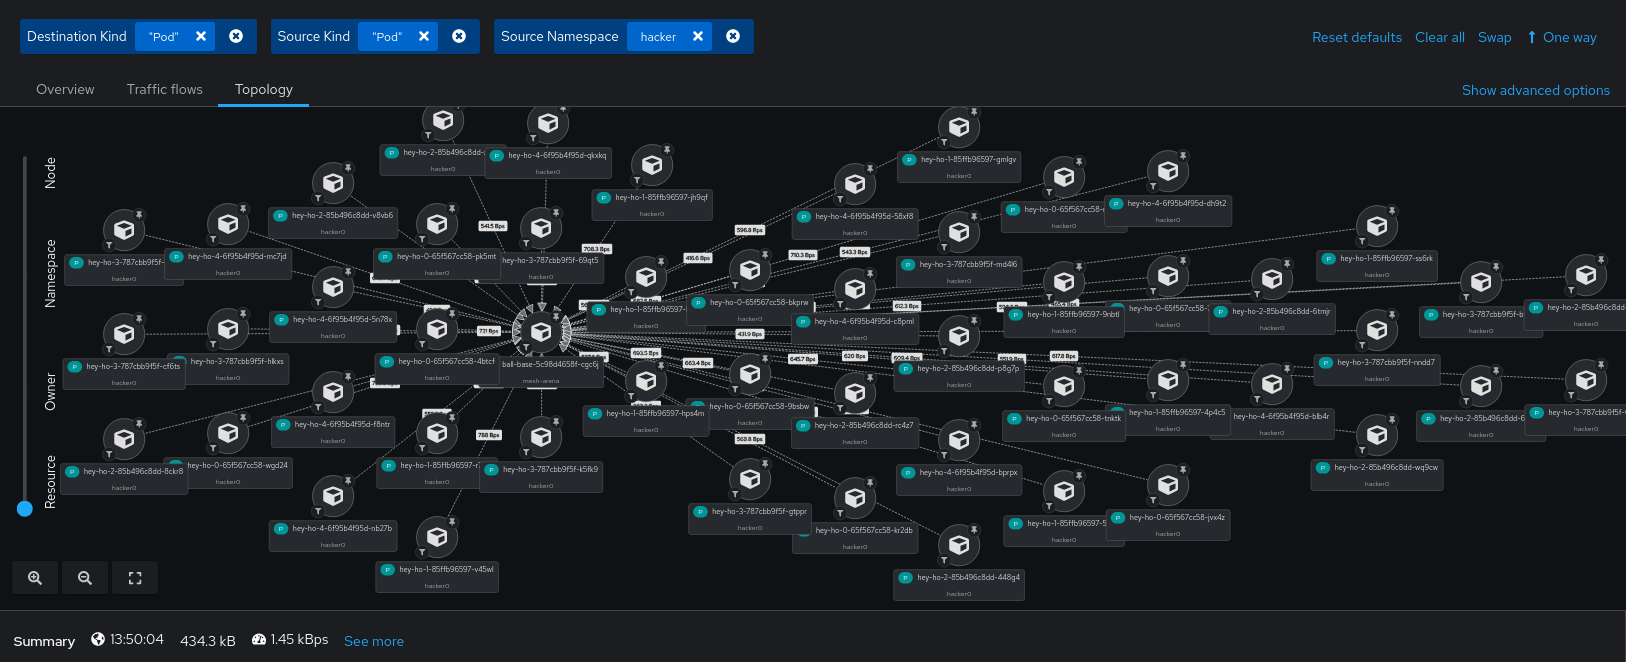 Destination Kind "Pod" Source Kind "Pod" Source Namespace hacker
Reset defaults Clear all Swap One way
Overview Traffic flows Topology
Show advanced options
Node
Namespace
Owner
Resource
P hey-ho-2-85b496c8dd-
hacker0
P hey-ho-4-6f95b4f95d-qkxkq
hacker0
P hey-ho-1-85ffb96597-jh9qf
hacker0
P hey-ho-1-85ffb96597-gmlgv
hacker0
P hey-ho-2-85b496c8dd-v8vb6
hacker0
P hey-ho-4-6f95b4f95d-58xf8
hacker0
P hey-ho-0-65f567cc58-
hacker0
P hey-ho-4-6f95b4f95d-dh9t2
hacker0
541.5 Bps
596.8 Bps
708.3 Bps
416.6 Bps
710.3 Bps
543.3 Bps
P hey-ho-3-787cbb9f5f-
hacker0
P hey-ho-4-6f95b4f95d-mc7jd
hacker0
P hey-ho-0-65f567cc58-pk5mt
hacker0
hey-ho-3-787cbb9f5f-69qt5
hacker0
P hey-ho-3-787cbb9f5f-md4l6
hacker0
P hey-ho-1-85ffb96597-ss6rk
hacker0
P hey-ho-4-6f95b4f95d-5n78x
hacker0
P hey-ho-1-85ffb96597-
hacker0
P hey-ho-0-65f567cc58-bkprw
hacker0
612.3 Bps
P hey-ho-4-6f95b4f95d-c8pml
hacker0
P hey-ho-1-85ffb96597-9nbtl
hacker0
hey-ho-0-65f567cc58-
hacker0
P hey-ho-2-85b496c8dd-6tmjr
hacker0
P hey-ho-3-787cbb9f5f-b
hacker0
P hey-ho-2-85b496c8dd-
hacker0
721 Bps
431.9 Bps
693.5 Bps
663.4 Bps
645.7 Bps
620 Bps
609.4 Bps
617.8 Bps
P hey-ho-3-787cbb9f5f-cf6ts
hacker0
hey-ho-3-787cbb9f5f-hlkxs
hacker0
P hey-ho-0-65f567cc58-4btcf
hacker0
ball-base-5c98d4658f-cgc6j
mesh-arena
P hey-ho-2-85b496c8dd-p8g7p
hacker0
P hey-ho-3-787cbb9f5f-nndd7
hacker0
P hey-ho-4-6f95b4f95d-f8ntr
hacker0
P hey-ho-1-85ffb96597-hps4m
hacker0
hey-ho-0-65f567cc58-9bsbw
hacker0
P hey-ho-2-85b496c8dd-rc4z7
hacker0
P hey-ho-0-65f567cc58-tnktk
hacker0
hey-ho-1-85ffb96597-4p4c5
hacker0
hey-ho-4-6f95b4f95d-blb4r
hacker0
P hey-ho-2-85b496c8dd-6
hacker0
P hey-ho-3-787cbb9f5f-
hacker0
788 Bps
568.8 Bps
P hey-ho-2-85b496c8dd-8ckr8
hacker0
hey-ho-0-65f567cc58-wgd24
hacker0
P hey-ho-1-85ffb96597-
hacker0
P hey-ho-3-787cbb9f5f-k5fk9
hacker0
P hey-ho-4-6f95b4f95d-bprpx
hacker0
P hey-ho-2-85b496c8dd-wq9cw
hacker0
P hey-ho-4-6f95b4f95d-nb27b
hacker0
P hey-ho-3-787cbb9f5f-gtppr
hacker0
hey-ho-0-65f567cc58-kr2db
hacker0
P hey-ho-1-85ffb96597-5
hacker0
P hey-ho-0-65f567cc58-jvx4z
hacker0
P hey-ho-1-85ffb96597-v45wl
hacker0
P hey-ho-2-85b496c8dd-448g4
hacker0
Summary 13:50:04 434.3 kB 1.45 kBps See more